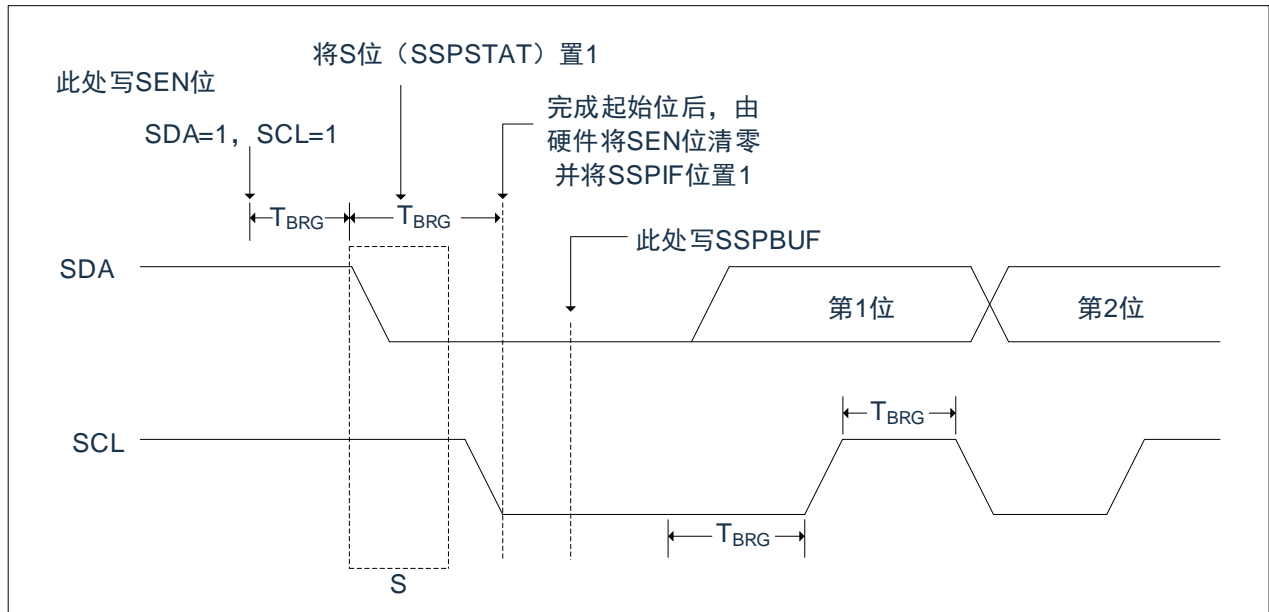 将S位（SSPSTAT）置1
此处写SEN位
SDA=1，SCL=1
完成起始位后，由
硬件将SEN位清零
并将SSPIF位置1
TBRG
TBRG
此处写SSPBUF
SDA
第1位
第2位
TBRG
SCL
TBRG
S